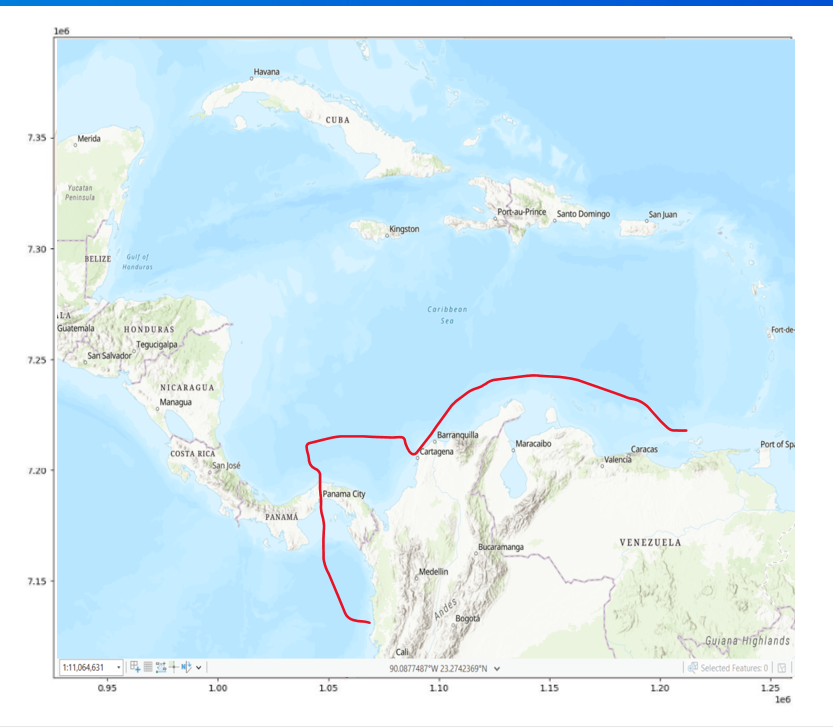 1e6
Havana
CUBA
7.35
Merida
Yucatan
Peninsula
Port-au-Prince
Santo Domingo
San Juan
Kingston
7.30
BELIZE
Gulf of
Honduras
Caribbean
Sea
LA
Guatemala
HONDURAS
Fort-de-
Tegucigalpa
San Salvador
7.25
NICARAGUA
Managua
Barranquilla
Maracaibo
Caracas
Port of Sp
COSTA RICA
Cartagena
Valencia
San José
7.20
Panama City
PANAMÁ
VENEZUELA
Bucaramanga
Medellin
7.15
Andes
Bogotá
Guiana Highlands
Cali
1:11,064,631
90.0877487°W 23.2742369°N
Selected Features: 0
0.95
1.00
1.05
1.10
1.15
1.20
1.25
1e6